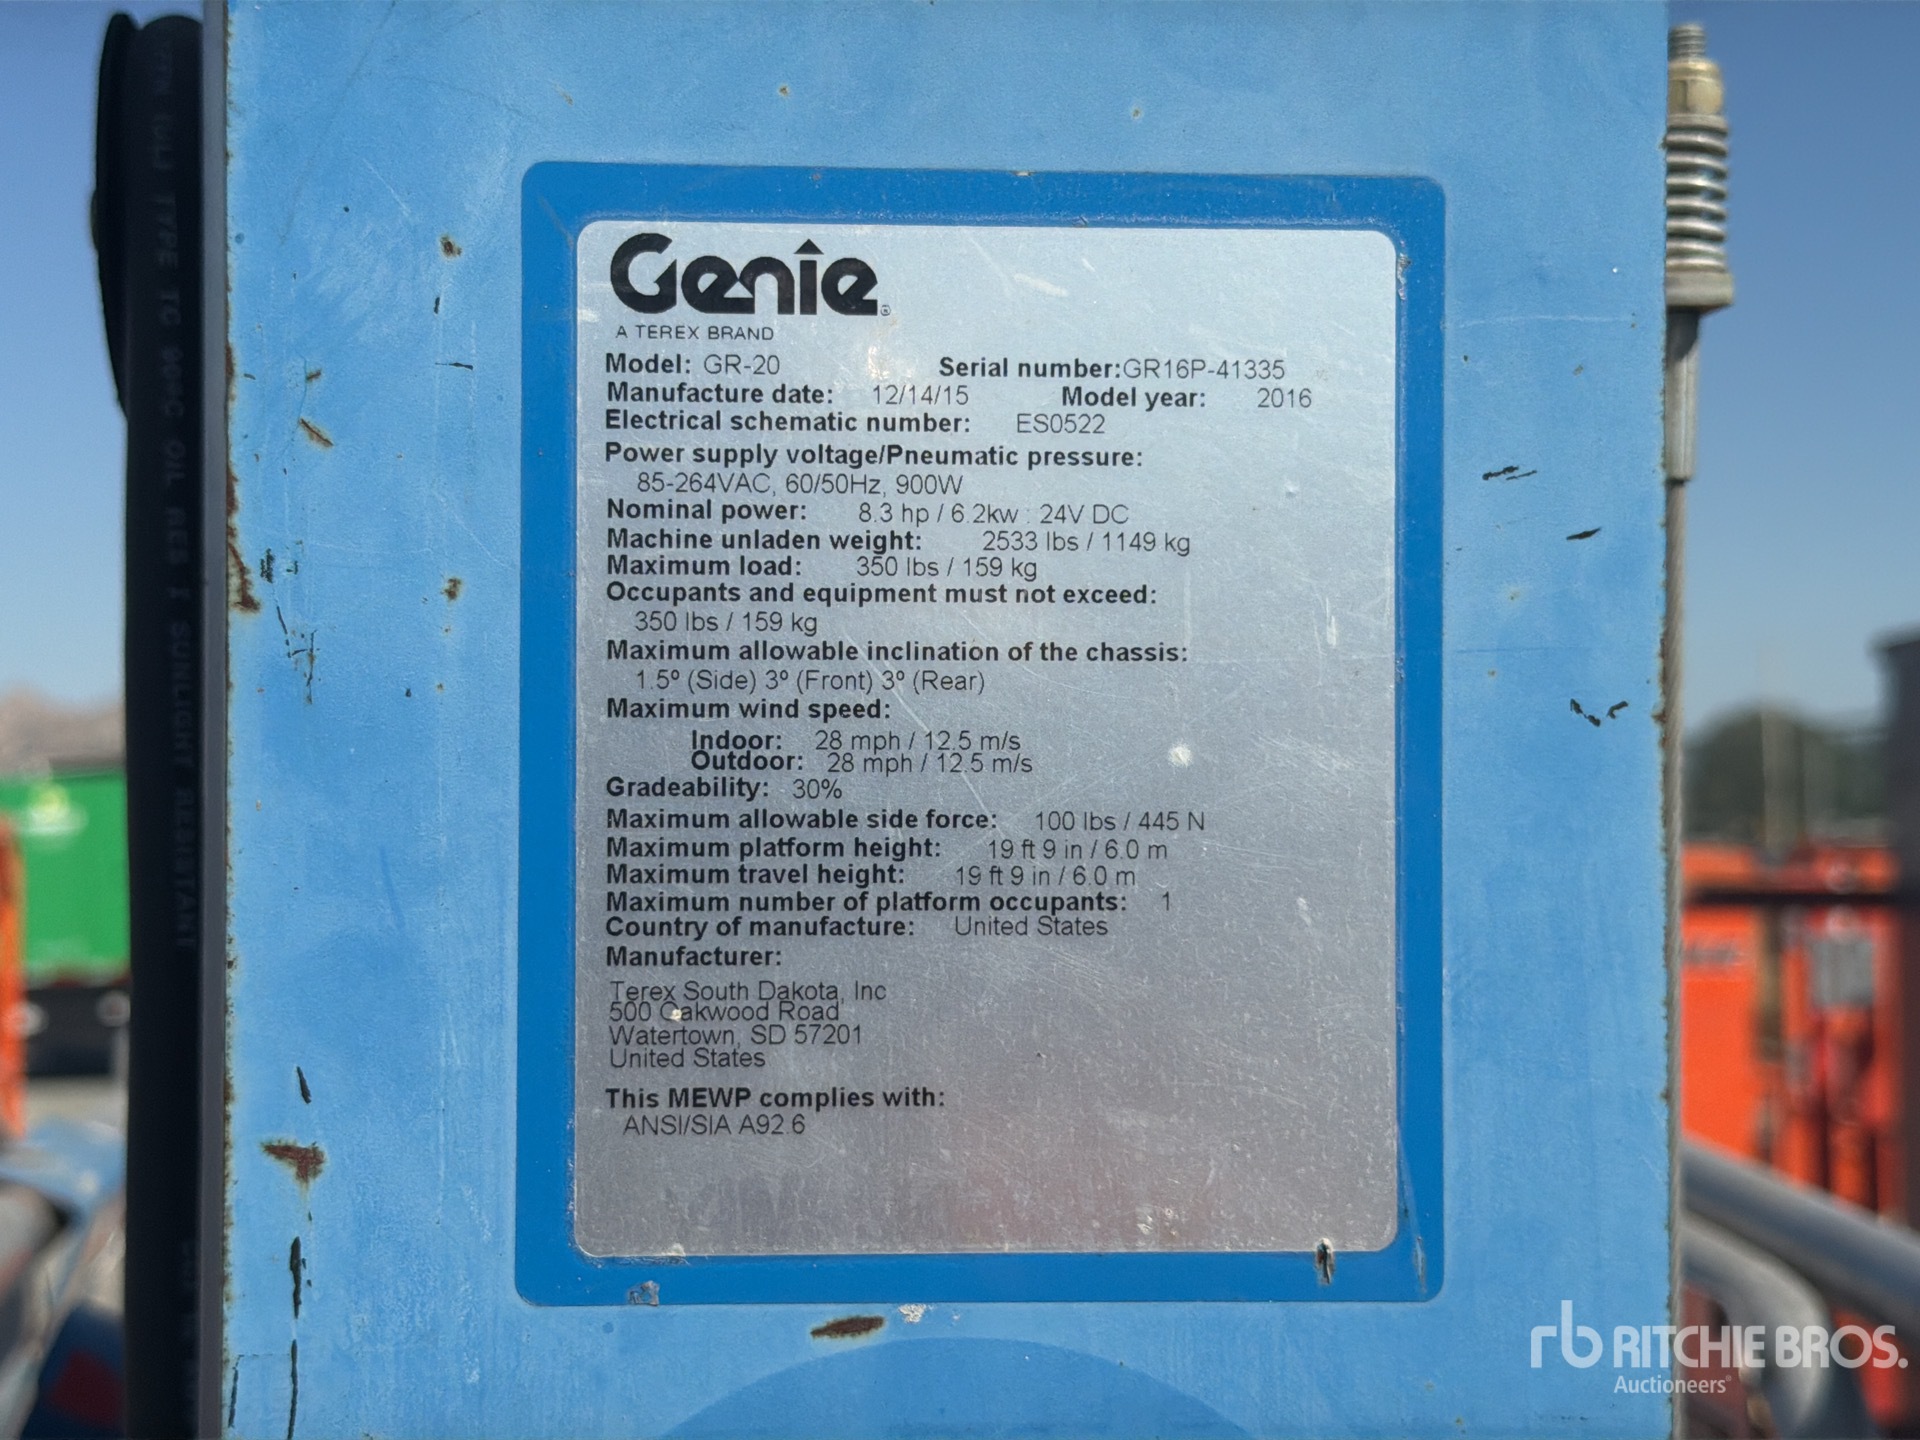 Genie
A TEREX BRAND
Model: GR-20 Serial number:GR16P-41335
Manufacture date: 12/14/15 Model year: 2016
Electrical schematic number: ES0522
Power supply voltage/Pneumatic pressure:
85-264VAC, 60/50Hz, 900W
Nominal power: 8.3 hp / 6.2kw : 24V DC
Machine unladen weight: 2533 lbs / 1149 kg
Maximum load: 350 lbs / 159 kg
Occupants and equipment must not exceed:
350 lbs / 159 kg
Maximum allowable inclination of the chassis:
1.5º (Side) 3º (Front) 3º (Rear)
Maximum wind speed:
Indoor: 28 mph / 12.5 m/s
Outdoor: 28 mph / 12.5 m/s
Gradeability: 30%
Maximum allowable side force: 100 lbs / 445 N
Maximum platform height: 19 ft 9 in / 6.0 m
Maximum travel height: 19 ft 9 in / 6.0 m
Maximum number of platform occupants: 1
Country of manufacture: United States
Manufacturer:
Terex South Dakota, Inc
500 Oakwood Road
Watertown, SD 57201
United States
This MEWP complies with:
ANSI/SIA A92.6
OIL RES I SUNLIGHT RESISTANT
rb RITCHIE BROS.
Auctioneers